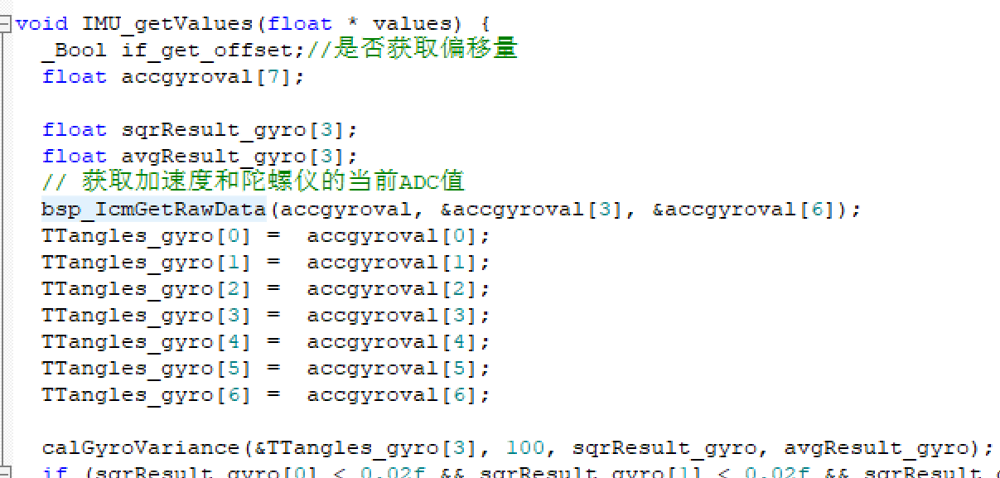 void IMU_getValues(float * values) {
_Bool if_get_offset;//是否获取偏移量
float accgyroval[7];
float sqrResult_gyro[3];
float avgResult_gyro[3];
// 获取加速度和陀螺仪的当前ADC值
bsp_IcmGetRawData(accgyroval, &accgyroval[3], &accgyroval[6]);
TTangles_gyro[0] =  accgyroval[0];
TTangles_gyro[1] =  accgyroval[1];
TTangles_gyro[2] =  accgyroval[2];
TTangles_gyro[3] =  accgyroval[3];
TTangles_gyro[4] =  accgyroval[4];
TTangles_gyro[5] =  accgyroval[5];
TTangles_gyro[6] =  accgyroval[6];
calGyroVariance(&TTangles_gyro[3], 100, sqrResult_gyro, avgResult_gyro);
if (sqrResult_gyro[0] < 0.02f && sqrResult_gyro[1] < 0.02f && sqrResult_g